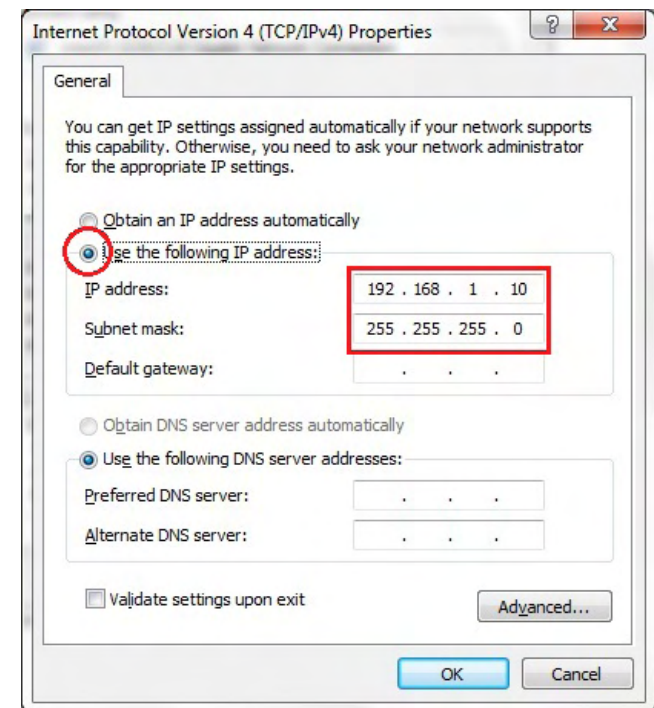 Internet Protocol Version 4 (TCP/IPv4) Properties
?
X
General
You can get IP settings assigned automatically if your network supports
this capability. Otherwise, you need to ask your network administrator
for the appropriate IP settings.
Obtain an IP address automatically
Use the following IP address:
IP address:
192 . 168 . 1 . 10
Subnet mask:
255 . 255 . 255 . 0
Default gateway:
. . .
Obtain DNS server address automatically
Use the following DNS server addresses:
Preferred DNS server:
. . .
Alternate DNS server:
. . .
Validate settings upon exit
Advanced...
OK
Cancel